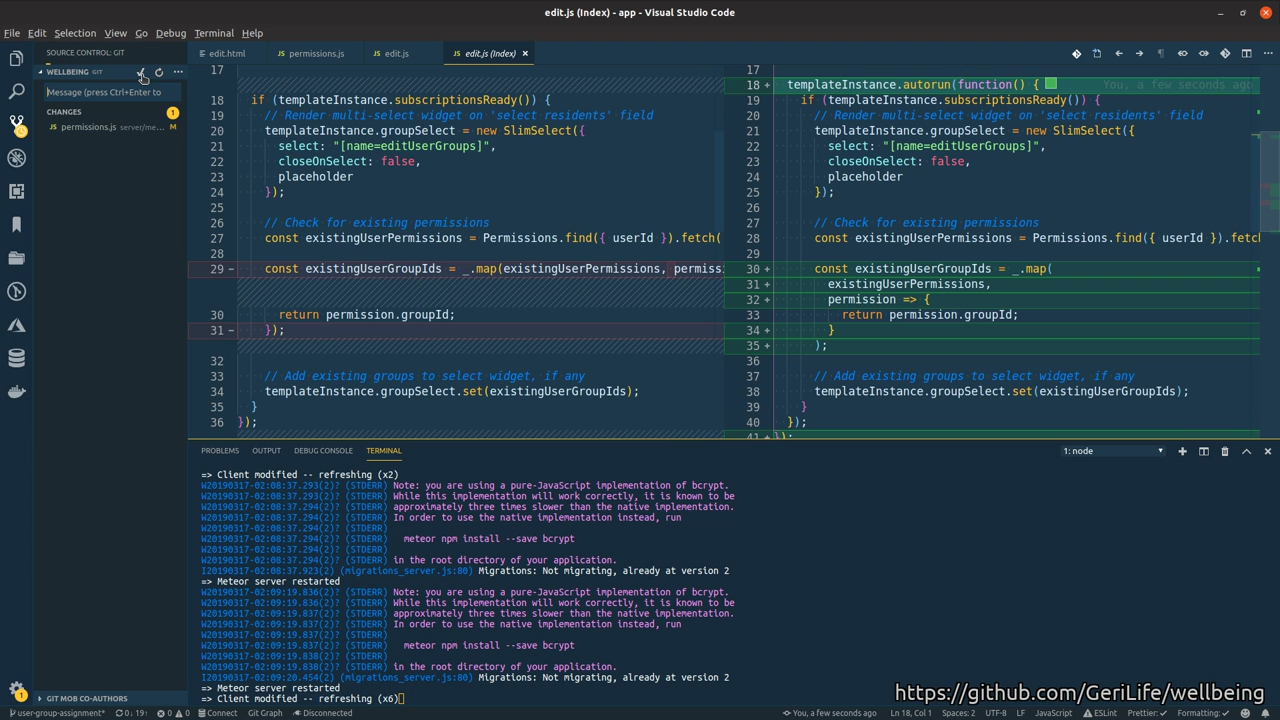 edit.js (Index) - app - Visual Studio Code
File Edit Selection View Go Debug Terminal Help
SOURCE CONTROL: GIT
edit.html permissions.js edit.js edit.js (Index)
WELLBEING GIT
Message (press Ctrl+Enter to
CHANGES 1
permissions.js server/me... M
17
18 if (templateInstance.subscriptionsReady()) {
19 // Render multi-select widget on 'select residents' field
20 templateInstance.groupSelect = new SlimSelect({
21 select: "[name=editUserGroups]",
22 closeOnSelect: false,
23 placeholder
24 });
25
26 // Check for existing permissions
27 const existingUserPermissions = Permissions.find({ userId }).fetch(
28
29 − const existingUserGroupIds = _.map(existingUserPermissions, permiss
30 return permission.groupId;
31 − });
32
33 // Add existing groups to select widget, if any
34 templateInstance.groupSelect.set(existingUserGroupIds);
35 }
36 });
17
18 + templateInstance.autorun(function() { You, a few seconds ago
19 if (templateInstance.subscriptionsReady()) {
20 // Render multi-select widget on 'select residents' field
21 templateInstance.groupSelect = new SlimSelect({
22 select: "[name=editUserGroups]",
23 closeOnSelect: false,
24 placeholder
25 });
26
27 // Check for existing permissions
28 const existingUserPermissions = Permissions.find({ userId }).fetch
29
30 + const existingUserGroupIds = _.map(
31 + existingUserPermissions,
32 + permission => {
33 return permission.groupId;
34 + }
35 + );
36
37 // Add existing groups to select widget, if any
38 templateInstance.groupSelect.set(existingUserGroupIds);
39 }
40 });
41 + });
PROBLEMS OUTPUT DEBUG CONSOLE TERMINAL 1: node
=> Client modified -- refreshing (x2)
W20190317-02:08:37.293(2)? (STDERR) Note: you are using a pure-JavaScript implementation of bcrypt.
W20190317-02:08:37.293(2)? (STDERR) While this implementation will work correctly, it is known to be
W20190317-02:08:37.294(2)? (STDERR) approximately three times slower than the native implementation.
W20190317-02:08:37.294(2)? (STDERR) In order to use the native implementation instead, run
W20190317-02:08:37.294(2)? (STDERR)
W20190317-02:08:37.294(2)? (STDERR) meteor npm install --save bcrypt
W20190317-02:08:37.294(2)? (STDERR)
W20190317-02:08:37.294(2)? (STDERR) in the root directory of your application.
I20190317-02:08:37.923(2) (migrations_server.js:80) Migrations: Not migrating, already at version 2
=> Meteor server restarted
W20190317-02:09:19.836(2)? (STDERR) Note: you are using a pure-JavaScript implementation of bcrypt.
W20190317-02:09:19.836(2)? (STDERR) While this implementation will work correctly, it is known to be
W20190317-02:09:19.837(2)? (STDERR) approximately three times slower than the native implementation.
W20190317-02:09:19.837(2)? (STDERR) In order to use the native implementation instead, run
W20190317-02:09:19.837(2)? (STDERR)
W20190317-02:09:19.837(2)? (STDERR) meteor npm install --save bcrypt
W20190317-02:09:19.838(2)? (STDERR)
W20190317-02:09:19.838(2)? (STDERR) in the root directory of your application.
I20190317-02:09:20.454(2) (migrations_server.js:80) Migrations: Not migrating, already at version 2
=> Meteor server restarted
=> Client modified -- refreshing (x6)
GIT MOB CO-AUTHORS
https://github.com/GeriLife/wellbeing
user-group-assignment* 0↓ 19↑ 0 0 Connect Git Graph Disconnected You, a few seconds ago Ln 18, Col 1 Spaces: 2 UTF-8 LF JavaScript ESLint Prettier: ✓ Formatting: ✓